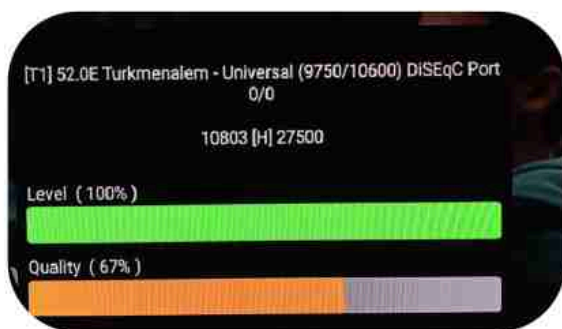 [T1] 52.0E Turkmenalem - Universal (9750/10600) DiSEqC Port
0/0
10803 [H] 27500
Level ( 100% )
Quality ( 67% )